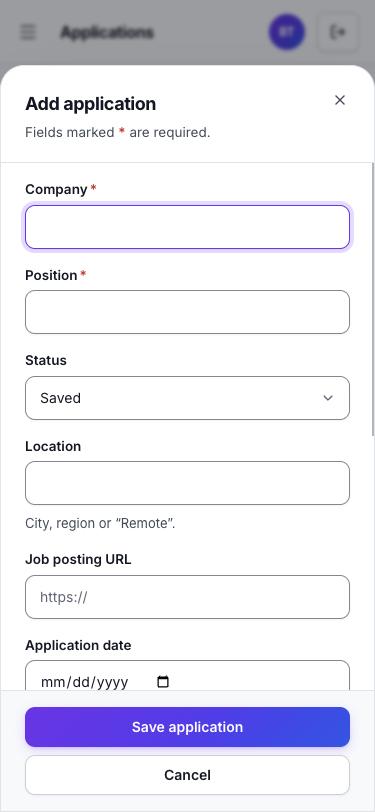 Applications
BT
Add application
Fields marked * are required.
Company *
Position *
Status
Saved
Location
City, region or “Remote”.
Job posting URL
https://
Application date
mm/dd/yyyy
Save application
Cancel